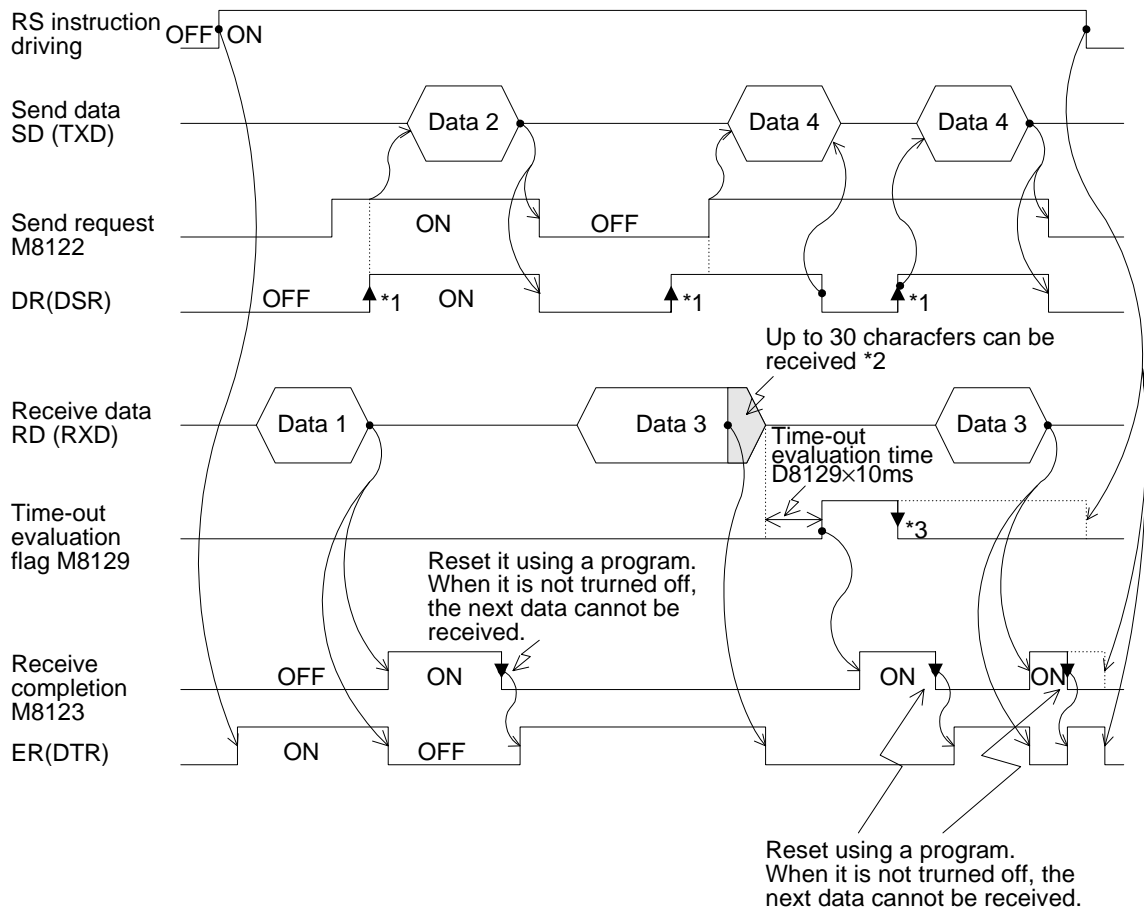 RS instruction
driving
OFF ON
Send data
SD (TXD)
Data 2
Data 4
Data 4
Send request
M8122
ON
OFF
DR(DSR)
OFF
*1
ON
*1
*1
Up to 30 characfers can be
received *2
Receive data
RD (RXD)
Data 1
Data 3
Data 3
Time-out
evaluation time
D8129×10ms
Time-out
evaluation
flag M8129
*3
Reset it using a program.
When it is not trurned off,
the next data cannot be
received.
Receive
completion
M8123
OFF
ON
ON
ON
ER(DTR)
ON
OFF
Reset using a program.
When it is not trurned off, the
next data cannot be received.